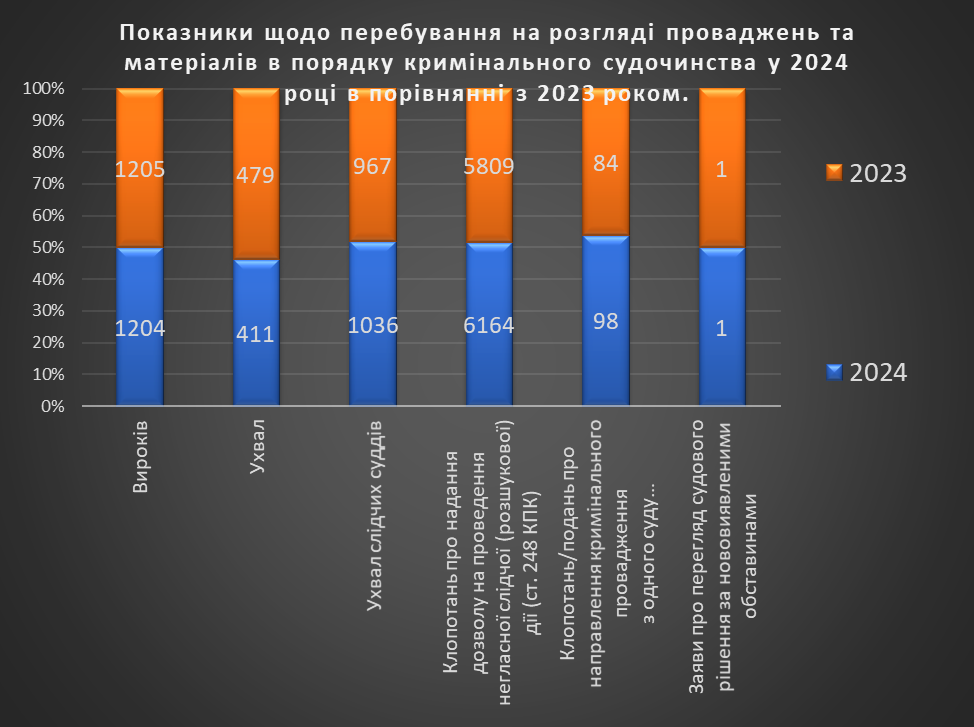 Показники щодо перебування на розгляді проваджень та
матеріалів в порядку кримінального судочинства у 2024
році в порівнянні з 2023 роком.
100%
90%
80%
70%
60%
50%
40%
30%
20%
10%
0%
1205
479
967
5809
84
1
1204
411
1036
6164
98
1
2023
2024
Вироків
Ухвал
Ухвал слідчих суддів
Клопотань про надання
дозволу на проведення
негласної слідчої (розшукової)
дії (ст. 248 КПК)
Клопотань/подань про
направлення кримінального
провадження
з одного суду…
Заяви про перегляд судового
рішення за нововиявленими
обставинами